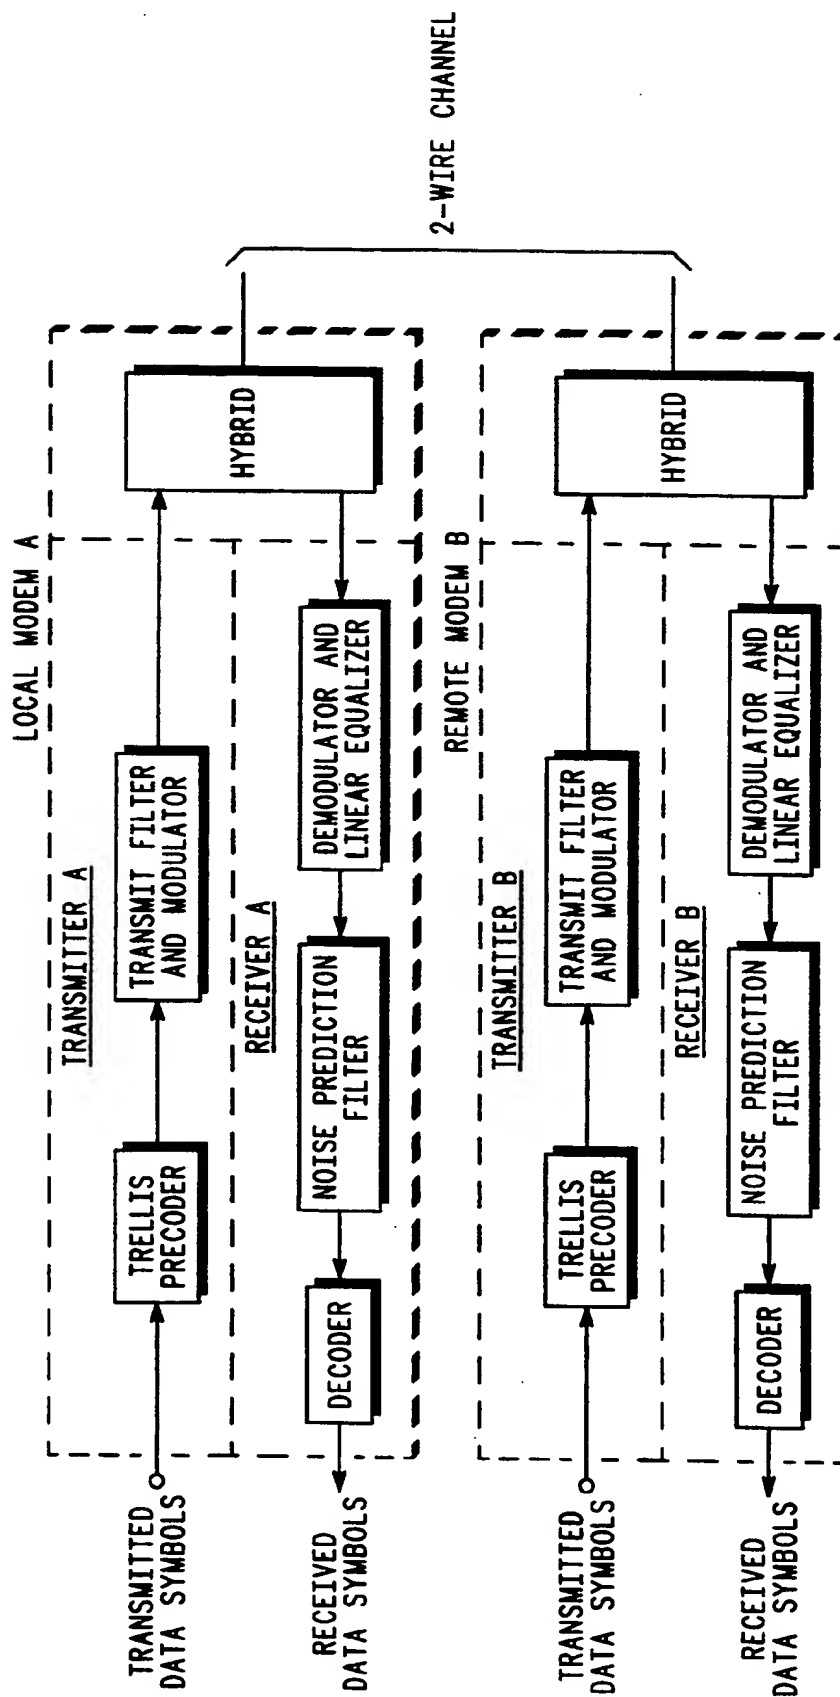 LOCAL MODEM A
TRANSMITTER A
TRANSMITTED
DATA SYMBOLS
TRELLIS
PRECODER
TRANSMIT FILTER
AND MODULATOR
HYBRID
RECEIVER A
RECEIVED
DATA SYMBOLS
DECODER
NOISE PREDICTION
FILTER
DEMODULATOR AND
LINEAR EQUALIZER
2-WIRE CHANNEL
REMOTE MODEM B
TRANSMITTER B
TRANSMITTED
DATA SYMBOLS
TRELLIS
PRECODER
TRANSMIT FILTER
AND MODULATOR
HYBRID
RECEIVER B
RECEIVED
DATA SYMBOLS
DECODER
NOISE PREDICTION
FILTER
DEMODULATOR AND
LINEAR EQUALIZER